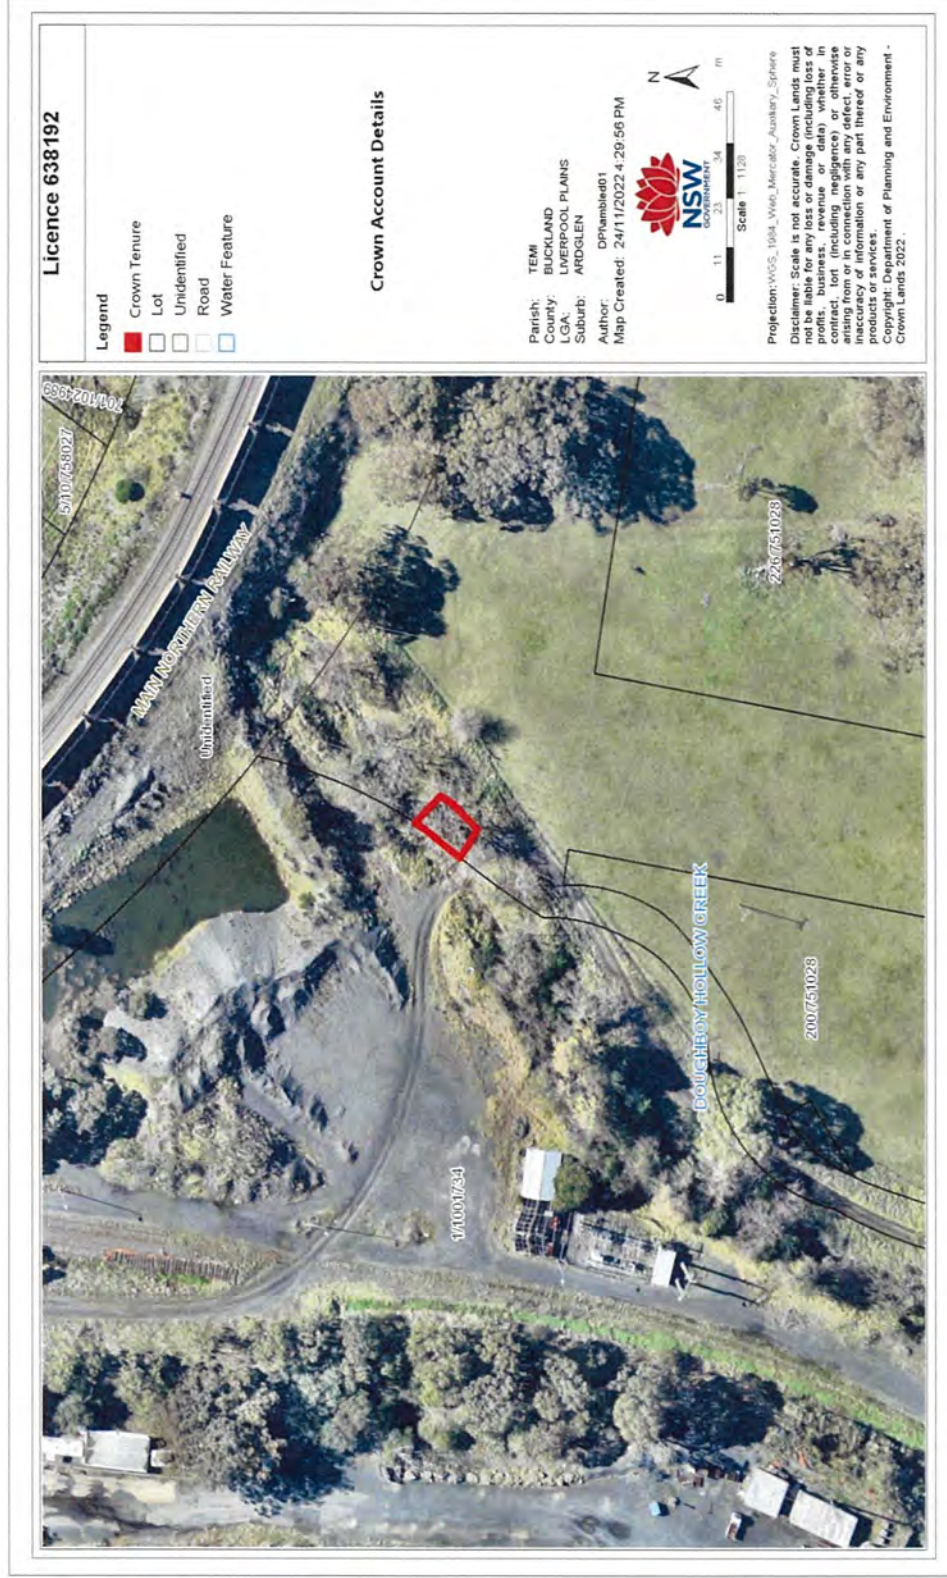 Licence 638192
Legend
Crown Tenure
Lot
Unidentified
Road
Water Feature
Crown Account Details
Parish: TEMI
County: BUCKLAND
LGA: LIVERPOOL PLAINS
Suburb: ARDGLEN
Author: DPI\ambled01
Map Created: 24/11/2022 4:29:56 PM
NSW
GOVERNMENT
N
0 11 23 34 46 m
Scale 1: 1128
Projection:WGS_1984_Web_Mercator_Auxiliary_Sphere
Disclaimer: Scale is not accurate. Crown Lands must
not be liable for any loss or damage (including loss of
profits, business, revenue or data) whether in
contract, tort (including negligence) or otherwise
arising from or in connection with any defect, error or
inaccuracy of information or any part thereof or any
products or services.
Copyright: Department of Planning and Environment -
Crown Lands 2022 .
5/10/758027
701/1024989
MAIN NORTHERN RAILWAY
Unidentified
226/751028
DOUGHBOY HOLLOW CREEK
200/751028
1/1001734